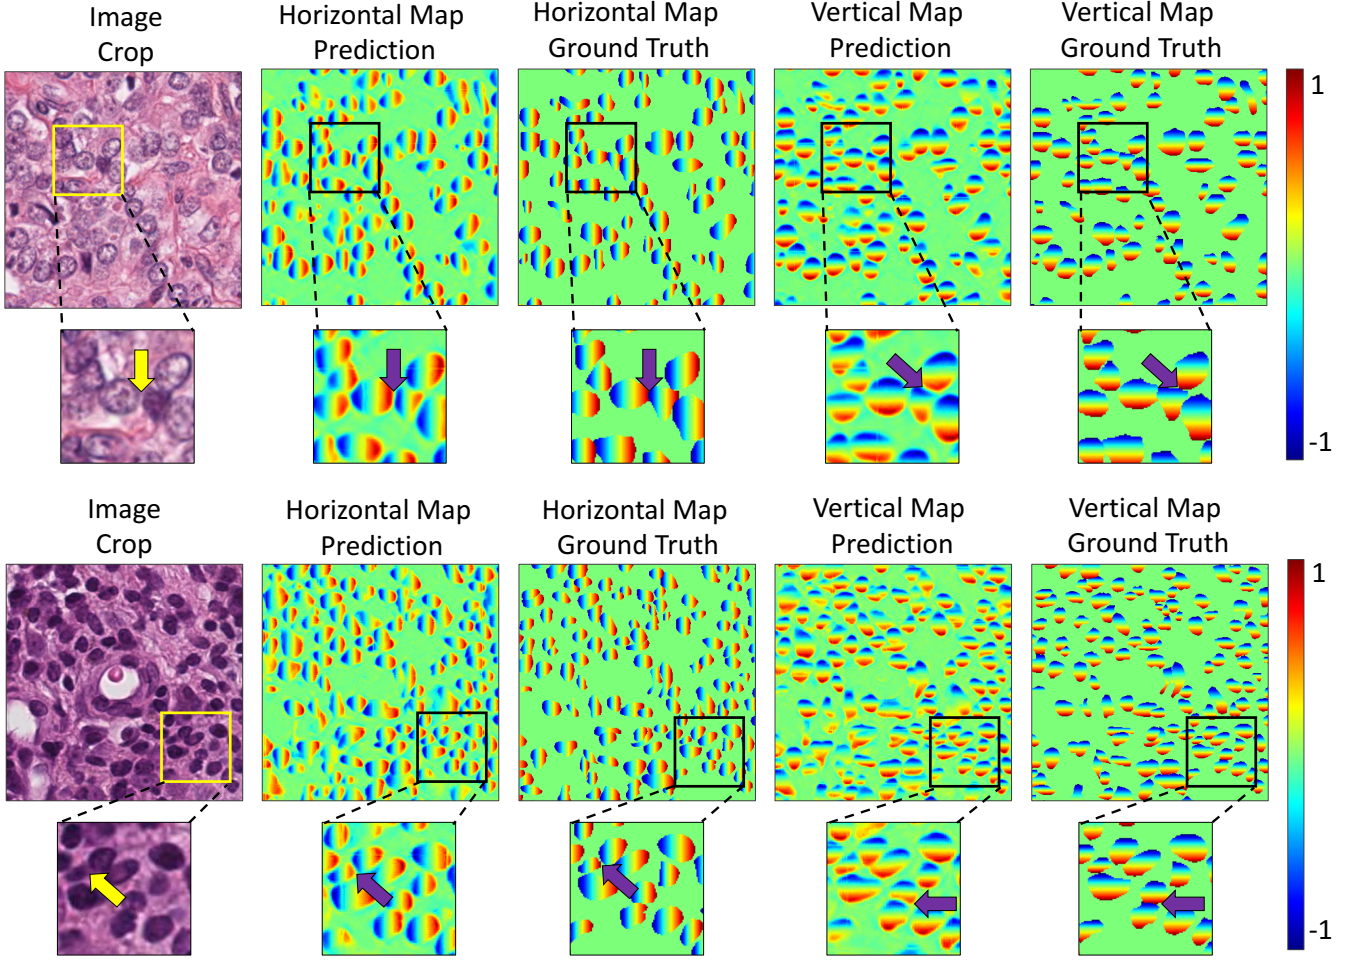 Image
Crop
Horizontal Map
Prediction
Horizontal Map
Ground Truth
Vertical Map
Prediction
Vertical Map
Ground Truth
1
-1
Image
Crop
Horizontal Map
Prediction
Horizontal Map
Ground Truth
Vertical Map
Prediction
Vertical Map
Ground Truth
1
-1